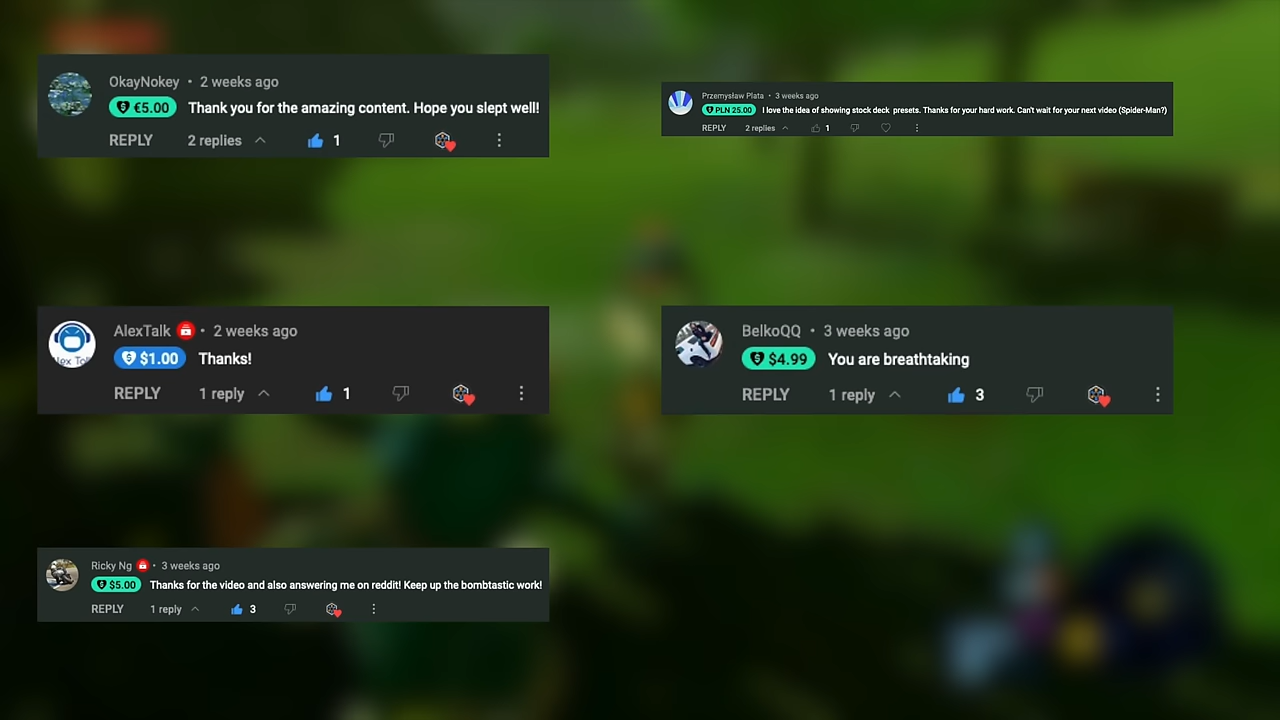 OkayNokey • 2 weeks ago
€5.00 Thank you for the amazing content. Hope you slept well!
REPLY 2 replies 1
Przemysław Plata • 3 weeks ago
PLN 25.00 I love the idea of showing stock deck presets. Thanks for your hard work. Can't wait for your next video (Spider-Man?)
REPLY 2 replies 1
AlexTalk • 2 weeks ago
$1.00 Thanks!
REPLY 1 reply 1
BelkoQQ • 3 weeks ago
$4.99 You are breathtaking
REPLY 1 reply 3
Ricky Ng • 3 weeks ago
$5.00 Thanks for the video and also answering me on reddit! Keep up the bombtastic work!
REPLY 1 reply 3